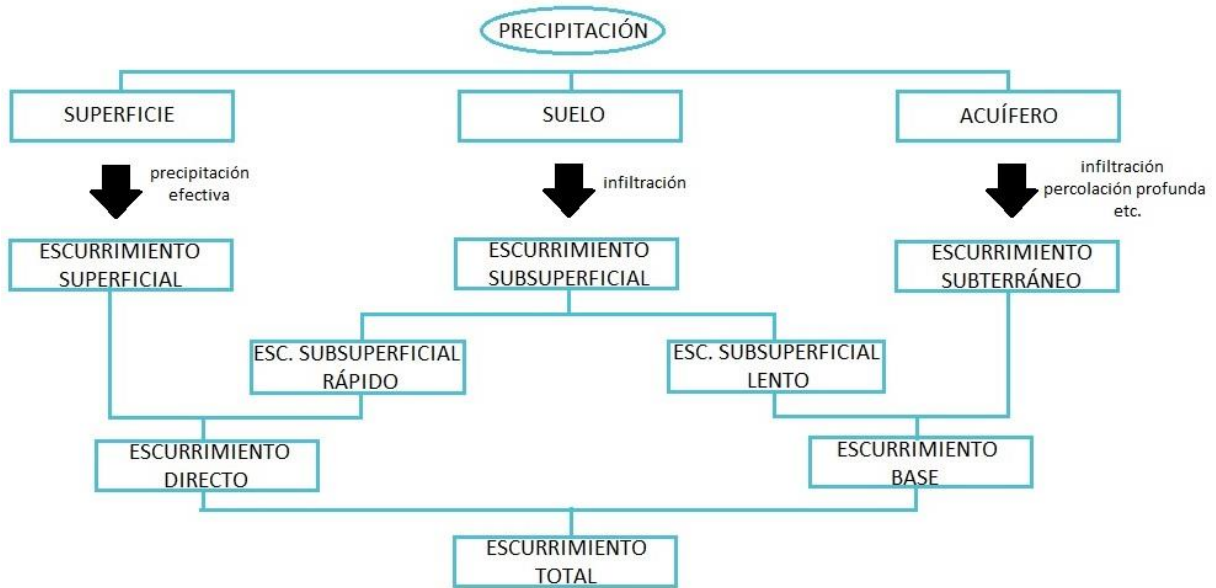 PRECIPITACIÓN
SUPERFICIE
SUELO
ACUÍFERO
precipitación
efectiva
infiltración
infiltración
percolación profunda
etc.
ESCURRIMIENTO
SUPERFICIAL
ESCURRIMIENTO
SUBSUPERFICIAL
ESCURRIMIENTO
SUBTERRÁNEO
ESC. SUBSUPERFICIAL
RÁPIDO
ESC. SUBSUPERFICIAL
LENTO
ESCURRIMIENTO
DIRECTO
ESCURRIMIENTO
BASE
ESCURRIMIENTO
TOTAL